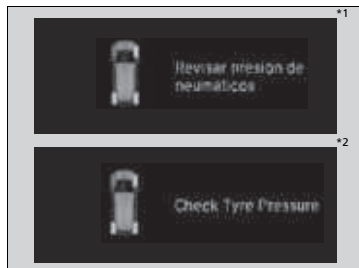 *1
Revisar presión de
neumáticos
*2
Check Tyre Pressure